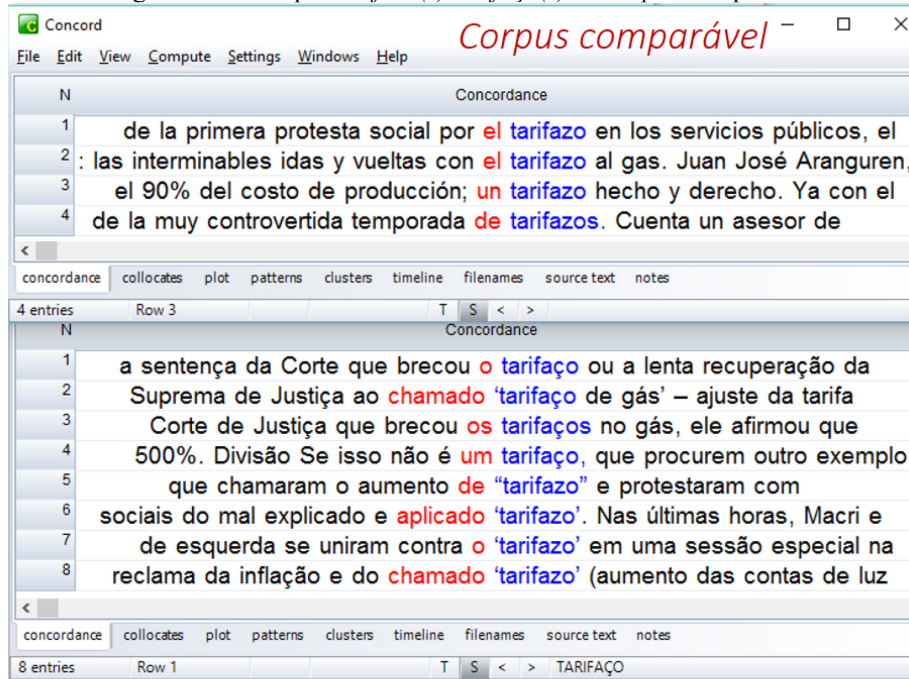 Concord
Corpus comparável
File Edit View Compute Settings Windows Help
N Concordance
1 de la primera protesta social por el tarifazo en los servicios públicos, el
2 : las interminables idas y vueltas con el tarifazo al gas. Juan José Aranguren,
3 el 90% del costo de producción; un tarifazo hecho y derecho. Ya con el
4 de la muy controvertida temporada de tarifazos. Cuenta un asesor de
concordance collocates plot patterns clusters timeline filenames source text notes
4 entries Row 3 T S < >
N Concordance
1 a sentença da Corte que brecou o tarifaço ou a lenta recuperação da
2 Suprema de Justiça ao chamado ‘tarifaço de gás’ – ajuste da tarifa
3 Corte de Justiça que brecou os tarifaços no gás, ele afirmou que
4 500%. Divisão Se isso não é um tarifaço, que procurem outro exemplo
5 que chamaram o aumento de “tarifazo” e protestaram com
6 sociais do mal explicado e aplicado ‘tarifazo’. Nas últimas horas, Macri e
7 de esquerda se uniram contra o ‘tarifazo’ em uma sessão especial na
8 reclama da inflação e do chamado ‘tarifazo’ (aumento das contas de luz
concordance collocates plot patterns clusters timeline filenames source text notes
8 entries Row 1 T S < > TARIFAÇO